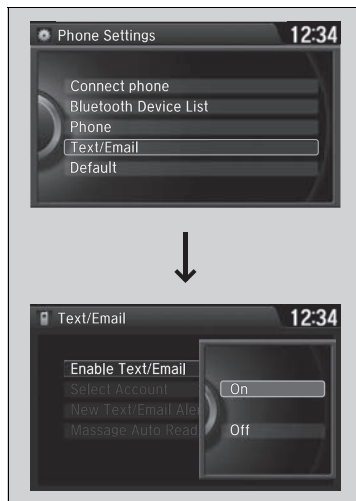 Phone Settings 12:34
Connect phone
Bluetooth Device List
Phone
Text/Email
Default
Text/Email 12:34
Enable Text/Email
Select Account
New Text/Email Aler
Massage Auto Read
On
Off